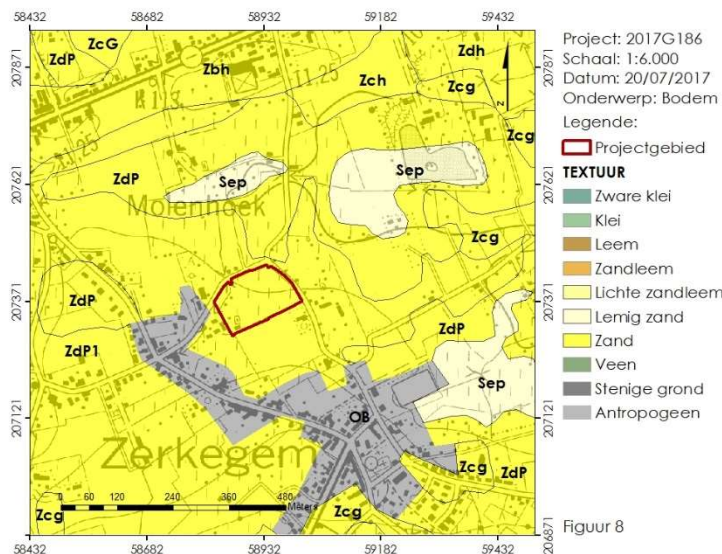 58432 58682 58932 59182 59432
207871
207621
207371
207121
206871
ZcG
ZdP
Zbh
Zdh
Zch
Zcg
Zcg
11.25
ZdP
Sep
Sep
Molenhoek
Zcg
ZdP
ZdP1
ZdP
Sep
OB
Zerkegem
Zcg
ZdP
Zcg
Zcg
0 60 120 240 360 480 Meters
58432 58682 58932 59182 59432
207871
207621
207371
207121
206871
Z
Project: 2017G186
Schaal: 1:6.000
Datum: 20/07/2017
Onderwerp: Bodem
Legende:
Projectgebied
TEXTUUR
Zware klei
Klei
Leem
Zandleem
Lichte zandleem
Lemig zand
Zand
Veen
Stenige grond
Antropogeen
Figuur 8